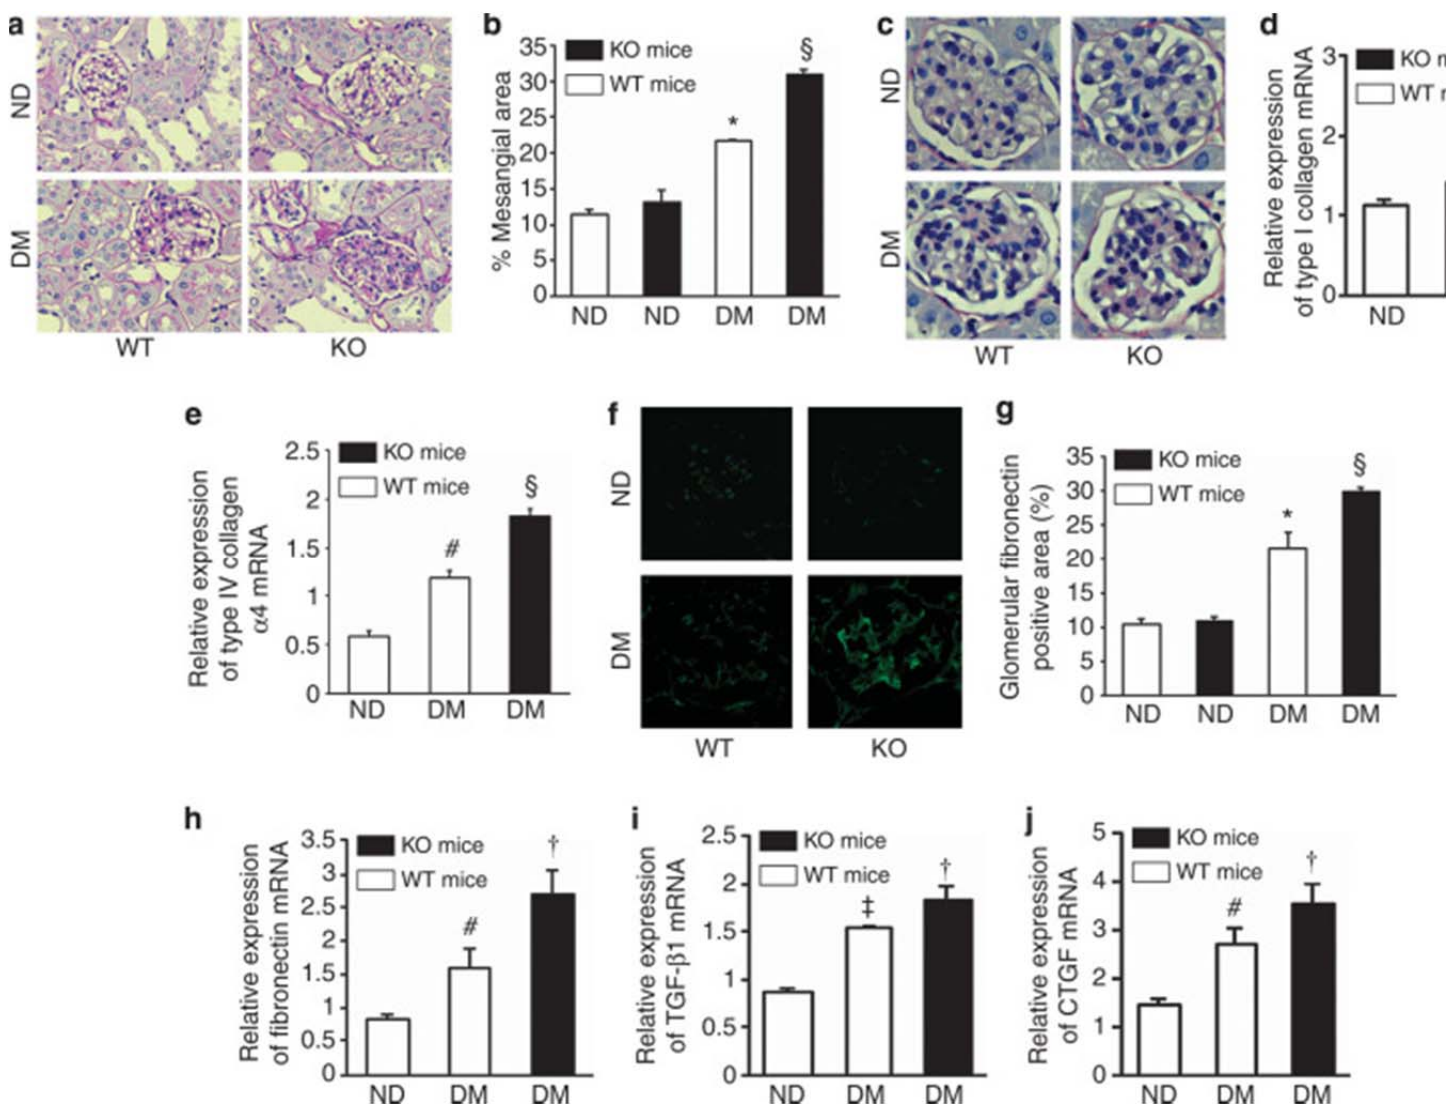 a
ND
DM
WT
KO
b
% Mesangial area
35
30
25
20
15
10
5
0
KO mice
WT mice
*
§
ND
ND
DM
DM
c
ND
DM
WT
KO
d
Relative expression
of type I collagen mRNA
3
2
1
0
KO m
WT r
ND
e
Relative expression
of type IV collagen
α4 mRNA
2.5
2
1.5
1
0.5
0
KO mice
WT mice
#
§
ND
DM
DM
f
ND
DM
WT
KO
g
Glomerular fibronectin
positive area (%)
35
30
25
20
15
10
5
0
KO mice
WT mice
*
§
ND
ND
DM
DM
h
Relative expression
of fibronectin mRNA
3.5
3
2.5
2
1.5
1
0.5
0
KO mice
WT mice
#
†
ND
DM
DM
i
Relative expression
of TGF-β1 mRNA
2.5
2
1.5
1
0.5
0
KO mice
WT mice
‡
†
ND
DM
DM
j
Relative expression
of CTGF mRNA
5
4
3
2
1
0
KO mice
WT mice
#
†
ND
DM
DM